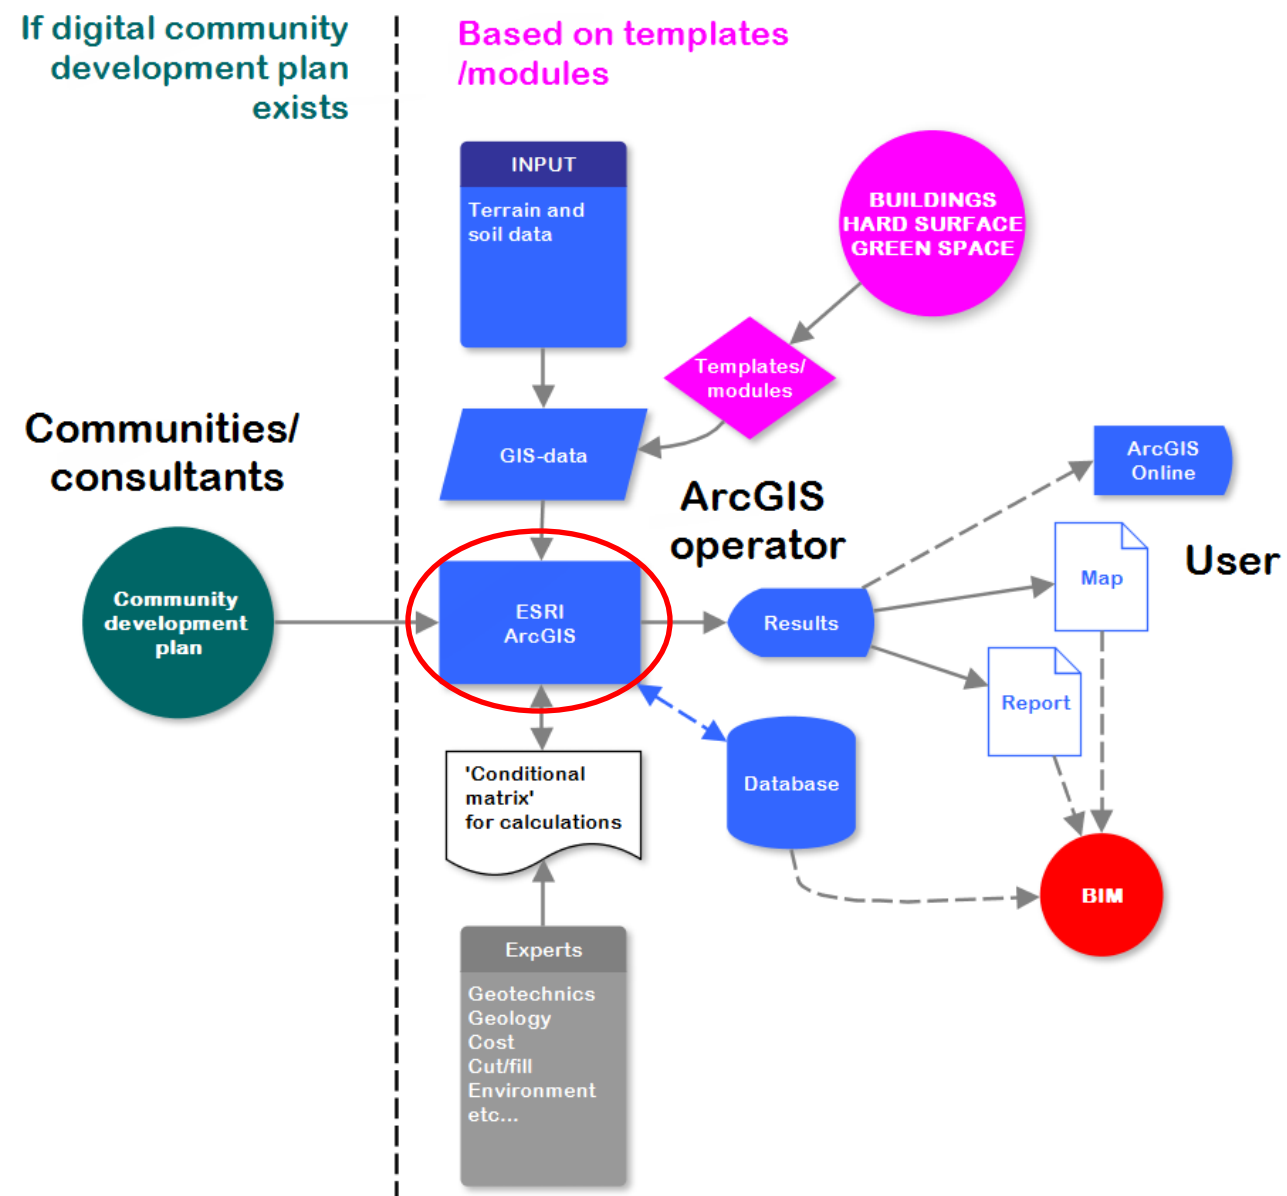 If digital community
development plan
exists
Based on templates
/modules
INPUT
Terrain and
soil data
BUILDINGS
HARD SURFACE
GREEN SPACE
Templates/
modules
Communities/
consultants
GIS-data
ArcGIS
Online
ArcGIS
operator
Map
User
Community
development
plan
ESRI
ArcGIS
Results
Report
'Conditional
matrix'
for calculations
Database
BIM
Experts
Geotechnics
Geology
Cost
Cut/fill
Environment
etc...